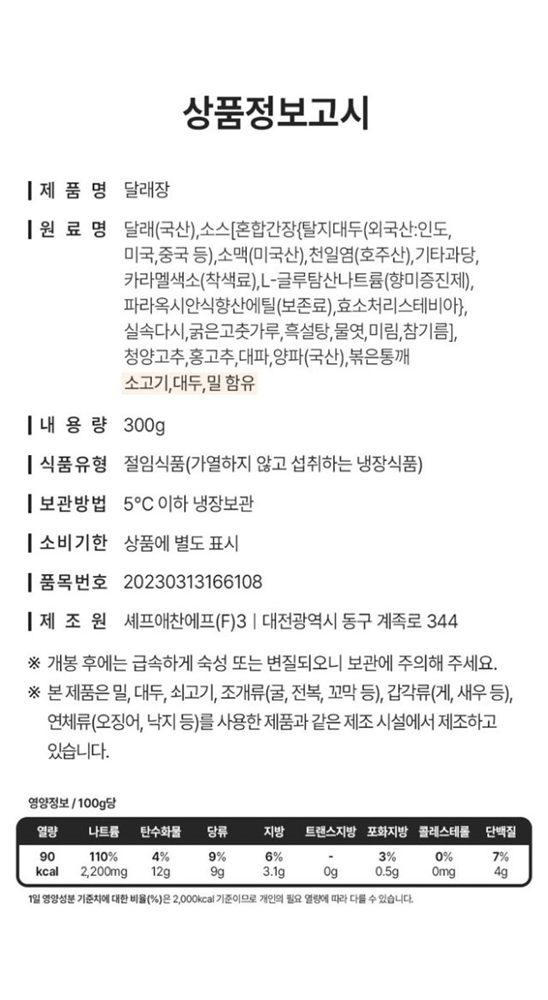 상품정보고시
제 품 명 달래장
원 료 명 달래(국산),소스[혼합간장{탈지대두(외국산:인도,
미국,중국 등),소맥(미국산),천일염(호주산),기타과당,
카라멜색소(착색료),L-글루탐산나트륨(향미증진제),
파라옥시안식향산에틸(보존료),효소처리스테비아},
실속다시,굵은고춧가루,흑설탕,물엿,미림,참기름],
청양고추,홍고추,대파,양파(국산),볶은통깨
소고기,대두,밀 함유
내 용 량 300g
식품유형 절임식품(가열하지 않고 섭취하는 냉장식품)
보관방법 5℃ 이하 냉장보관
소비기한 상품에 별도 표시
품목번호 20230313166108
제 조 원 셰프애찬에프(F)3 | 대전광역시 동구 계족로 344
※ 개봉 후에는 급속하게 숙성 또는 변질되오니 보관에 주의해 주세요.
※ 본 제품은 밀, 대두, 쇠고기, 조개류(굴, 전복, 꼬막 등), 갑각류(게, 새우 등),
연체류(오징어, 낙지 등)를 사용한 제품과 같은 제조 시설에서 제조하고
있습니다.
영양정보 / 100g당
열량 나트륨 탄수화물 당류 지방 트랜스지방 포화지방 콜레스테롤 단백질
90 110% 4% 9% 6% - 3% 0% 7%
kcal 2,200mg 12g 9g 3.1g 0g 0.5g 0mg 4g
1일 영양성분 기준치에 대한 비율(%)은 2,000kcal 기준이므로 개인의 필요 열량에 따라 다를 수 있습니다.